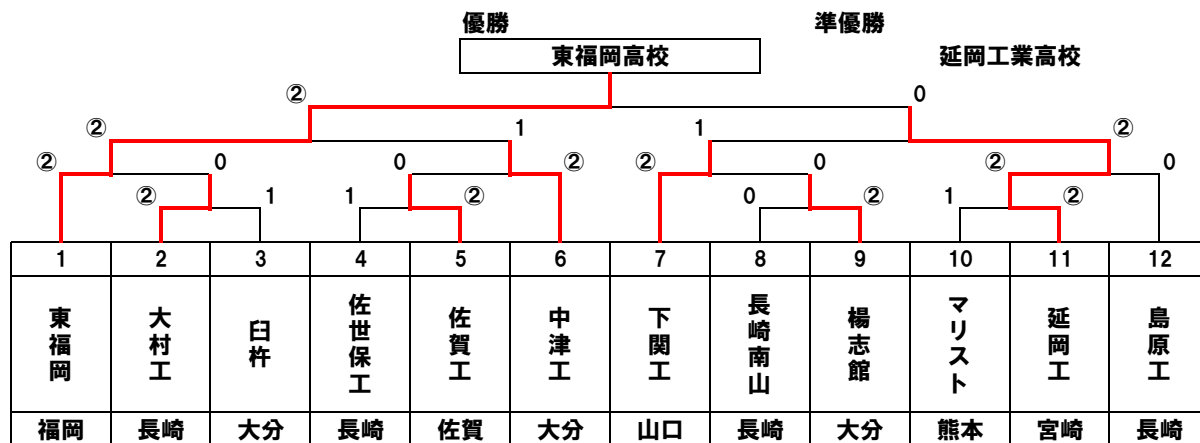 優勝 準優勝
東福岡高校 延岡工業高校
② 0
② 1 1 ②
② 0 0 ② ② 0 ② 0
② 1 1 ② 0 ② 1 ②
1 2 3 4 5 6 7 8 9 10 11 12
東福岡 大村工 臼杵 佐世保工 佐賀工 中津工 下関工 長崎南山 楊志館 マリスト 延岡工 島原工
福岡 長崎 大分 長崎 佐賀 大分 山口 長崎 大分 熊本 宮崎 長崎